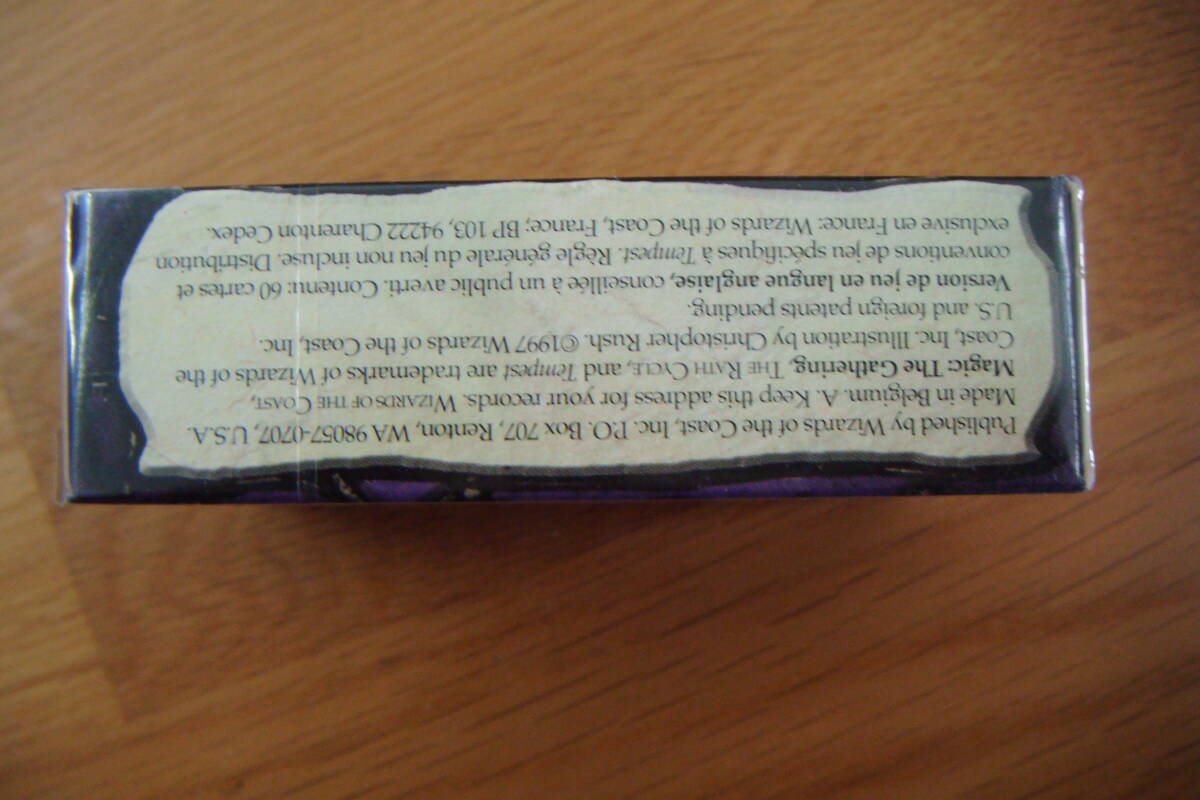 Published by Wizards of the Coast, Inc. P.O. Box 707, Renton, WA 98057-0707, U.S.A.
Made in Belgium. A. Keep this address for your records. WIZARDS OF THE COAST,
Magic: The Gathering, THE RATH CYCLE, and Tempest are trademarks of Wizards of the
Coast, Inc. Illustration by Christopher Rush. ©1997 Wizards of the Coast, Inc.
U.S. and foreign patents pending.
Version de jeu en langue anglaise, conseillée à un public averti. Contenu: 60 cartes et
conventions de jeu spécifiques à Tempest. Règle générale du jeu non incluse. Distribution
exclusive en France: Wizards of the Coast, France; BP 103, 94222 Charenton Cedex.